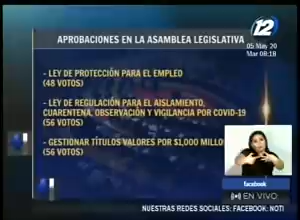 APROBACIONES EN LA ASAMBLEA LEGISLATIVA
12
05 May 20
Mar 08:18
- LEY DE PROTECCIÓN PARA EL EMPLEO
(48 VOTOS)
- LEY DE REGULACIÓN PARA EL AISLAMIENTO,
CUARENTENA, OBSERVACIÓN Y VIGILANCIA POR COVID-19
(56 VOTOS)
- GESTIONAR TÍTULOS VALORES POR $1,000 MILLO
(56 VOTOS)
facebook
EN VIVO
NUESTRAS REDES SOCIALES: FACEBOOK: NOTI